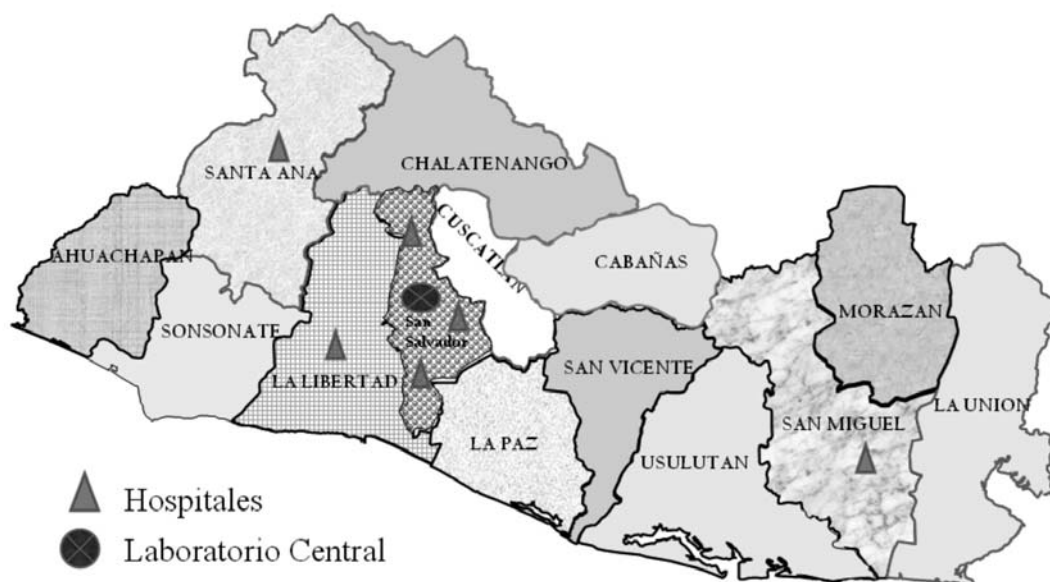 CHALATENANGO
SANTA ANA
CUSCATLAN
AHUACHAPAN
CABAÑAS
SONSONATE
San
Salvador
MORAZAN
LA LIBERTAD
SAN VICENTE
LA UNION
SAN MIGUEL
LA PAZ
USULUTAN
Hospitales
Laboratorio Central